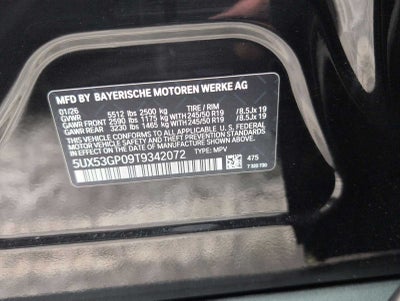 MFD BY BAYERISCHE MOTOREN WERKE AG
01/26 TIRE / RIM
GVWR 5512 lbs 2500 kg
GAWR FRONT 2590 lbs 1175 kg WITH 245/50 R19 / 8.5J x 19
GAWR REAR 3230 lbs 1465 kg WITH 245/50 R19 / 8.5J x 19
THIS VEHICLE CONFORMS TO ALL APPLICABLE
FEDERAL MOTOR VEHICLE SAFETY STANDARDS IN
EFFECT ON THE DATE OF MANUFACTURE SHOWN ABOVE.
5UX53GP09T9342072 TYPE: MPV
475